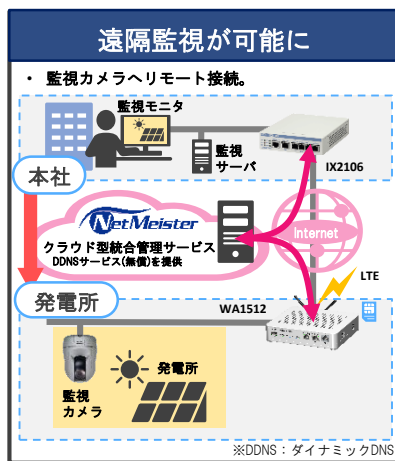 遠隔監視が可能に
・ 監視カメラへリモート接続。
監視モニタ
監視
サーバ
IX2106
本社
NetMeister
クラウド型統合管理サービス
DDNSサービス(無償)を提供
Internet
LTE
発電所
WA1512
監視
カメラ
発電所
※DDNS：ダイナミックDNS